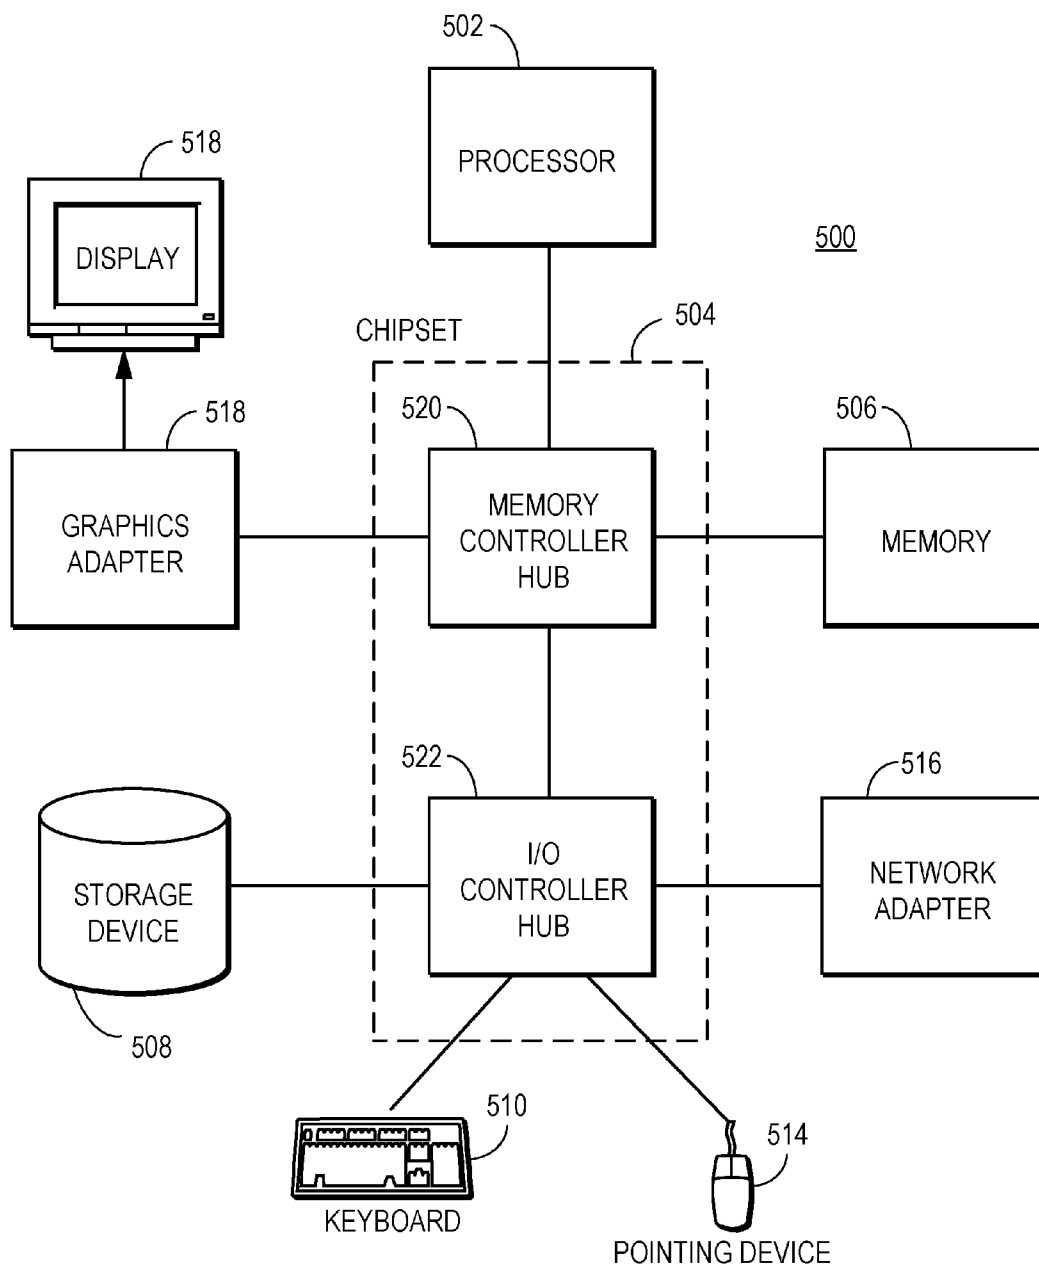 502
PROCESSOR
518
DISPLAY
500
CHIPSET
504
518
GRAPHICS
ADAPTER
520
MEMORY
CONTROLLER
HUB
506
MEMORY
522
I/O
CONTROLLER
HUB
516
NETWORK
ADAPTER
STORAGE
DEVICE
508
510
KEYBOARD
514
POINTING DEVICE